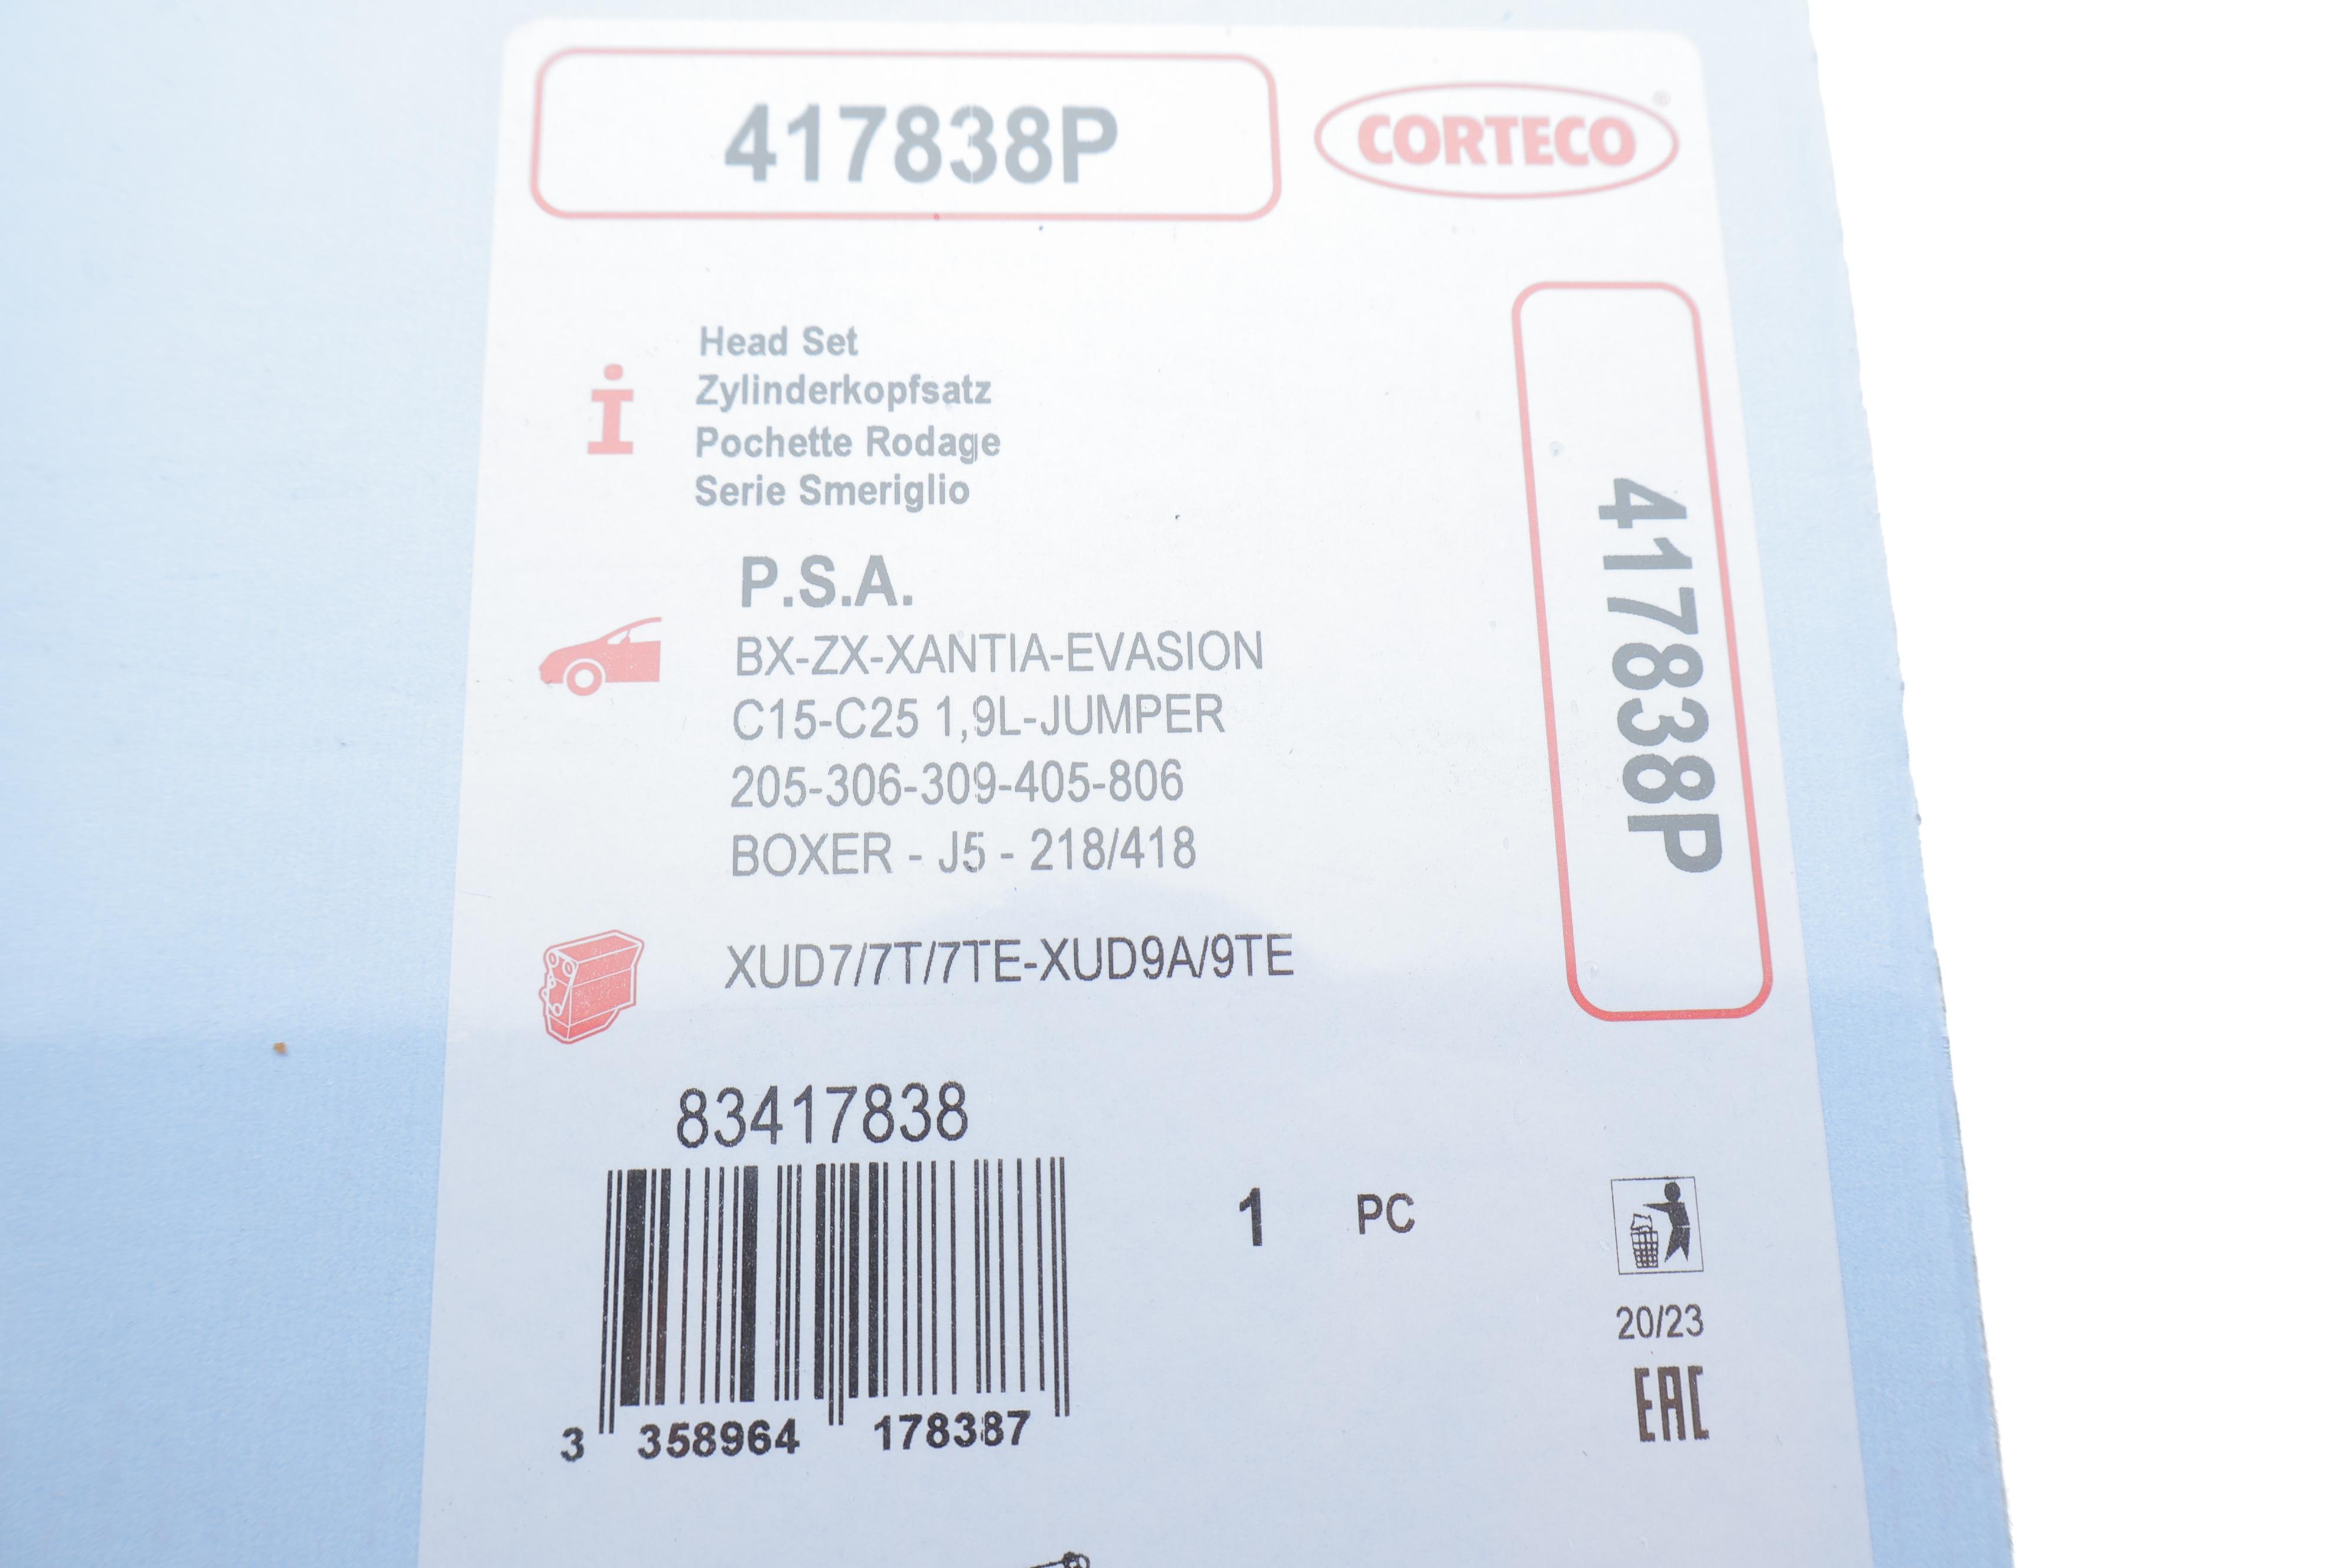 417838P
CORTECO®
Head Set
Zylinderkopfsatz
Pochette Rodage
Serie Smeriglio
417838P
P.S.A.
BX-ZX-XANTIA-EVASION
C15-C25 1,9L-JUMPER
205-306-309-405-806
BOXER - J5 - 218/418
XUD7/7T/7TE-XUD9A/9TE
83417838
1 PC
20/23
EAC
3 358964 178387